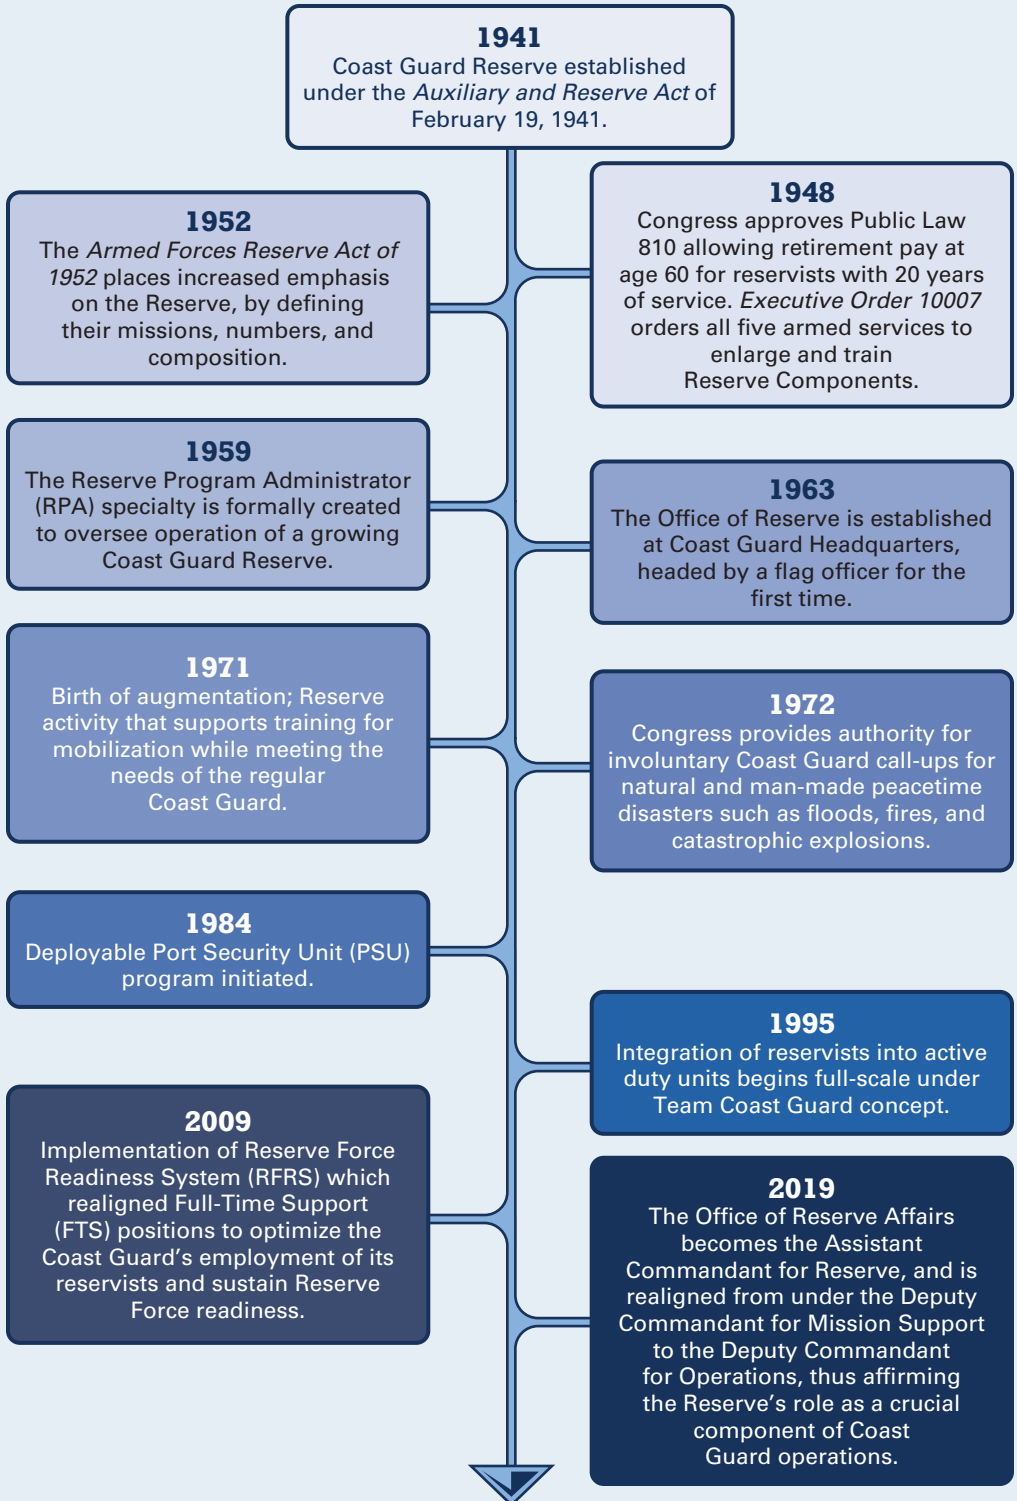 1941
Coast Guard Reserve established
under the Auxiliary and Reserve Act of
February 19, 1941.
1948
Congress approves Public Law
810 allowing retirement pay at
age 60 for reservists with 20 years
of service. Executive Order 10007
orders all five armed services to
enlarge and train
Reserve Components.
1952
The Armed Forces Reserve Act of
1952 places increased emphasis
on the Reserve, by defining
their missions, numbers, and
composition.
1959
The Reserve Program Administrator
(RPA) specialty is formally created
to oversee operation of a growing
Coast Guard Reserve.
1963
The Office of Reserve is established
at Coast Guard Headquarters,
headed by a flag officer for the
first time.
1971
Birth of augmentation; Reserve
activity that supports training for
mobilization while meeting the
needs of the regular
Coast Guard.
1972
Congress provides authority for
involuntary Coast Guard call-ups for
natural and man-made peacetime
disasters such as floods, fires, and
catastrophic explosions.
1984
Deployable Port Security Unit (PSU)
program initiated.
1995
Integration of reservists into active
duty units begins full-scale under
Team Coast Guard concept.
2009
Implementation of Reserve Force
Readiness System (RFRS) which
realigned Full-Time Support
(FTS) positions to optimize the
Coast Guard's employment of its
reservists and sustain Reserve
Force readiness.
2019
The Office of Reserve Affairs
becomes the Assistant
Commandant for Reserve, and is
realigned from under the Deputy
Commandant for Mission Support
to the Deputy Commandant
for Operations, thus affirming
the Reserve's role as a crucial
component of Coast
Guard operations.